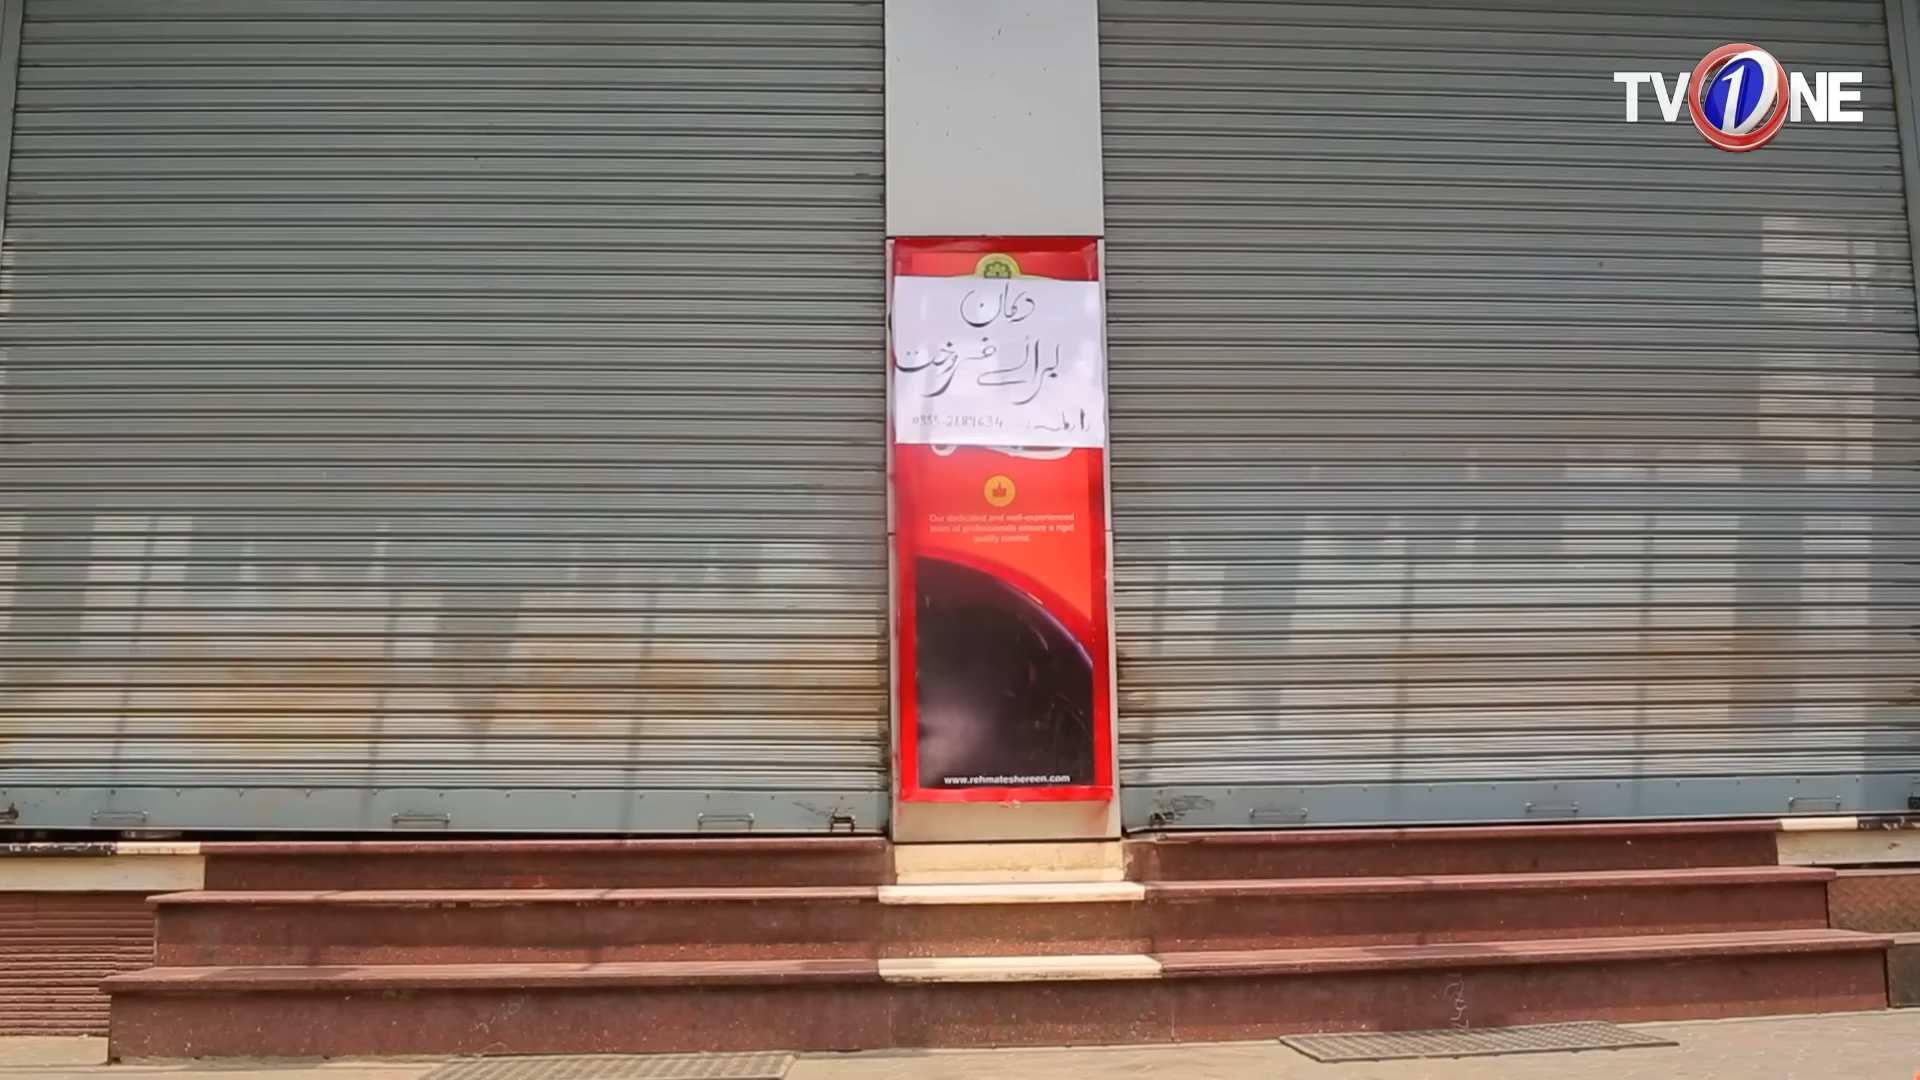 TV ONE
دکان
برائے فروخت
رابطہ: 0355-2189634
Our dedicated and well-experienced
team of professionals ensure a rigid
quality control.
www.rehmateshereen.com